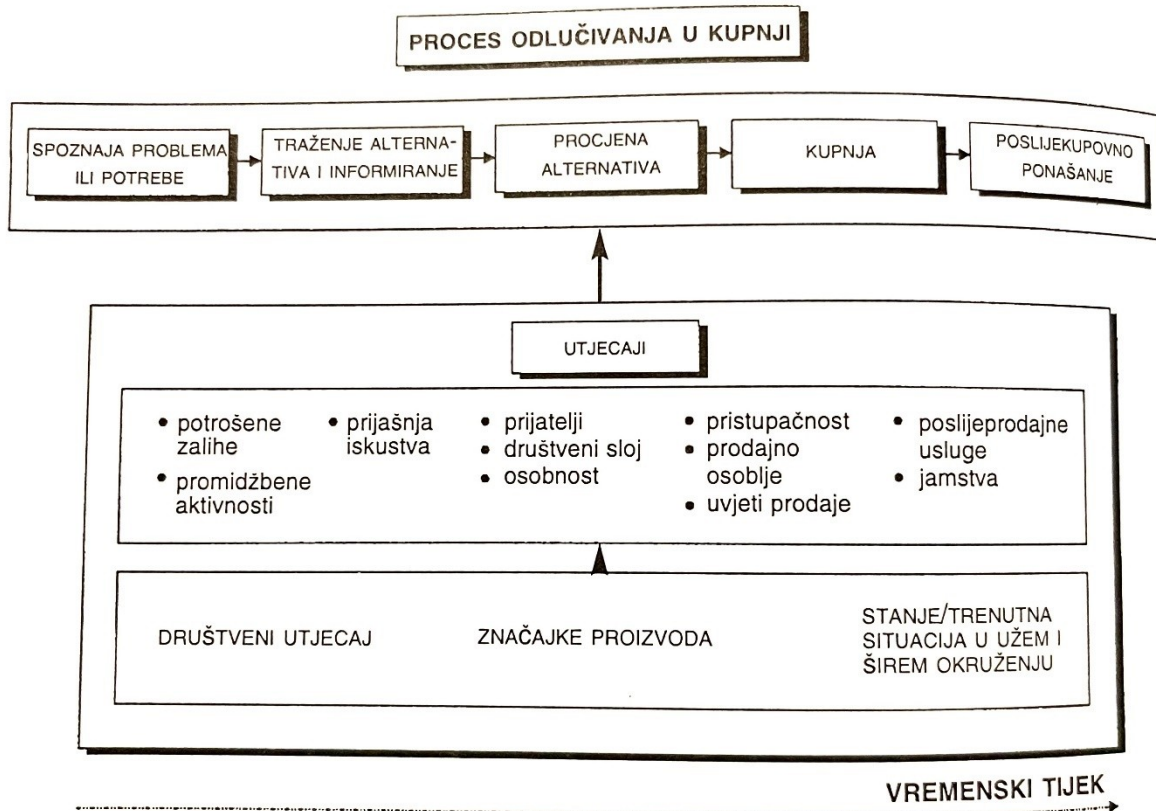 PROCES ODLUČIVANJA U KUPNJI
SPOZNAJA PROBLEMA
ILI POTREBE
TRAŽENJE ALTERNA-
TIVA I INFORMIRANJE
PROCJENA
ALTERNATIVA
KUPNJA
POSLIJEKUPOVNO
PONAŠANJE
UTJECAJI
• potrošene
zalihe
• promidžbene
aktivnosti
• prijašnja
iskustva
• prijatelji
• društveni sloj
• osobnost
• pristupačnost
• prodajno
osoblje
• uvjeti prodaje
• poslijeprodajne
usluge
• jamstva
DRUŠTVENI UTJECAJ
ZNAČAJKE PROIZVODA
STANJE/TRENUTNA
SITUACIJA U UŽEM I
ŠIREM OKRUŽENJU
VREMENSKI TIJEK